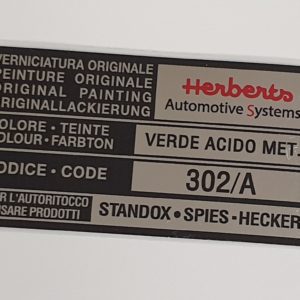 VERNICIATURA ORIGINALE
PEINTURE ORIGINALE
ORIGINAL PAINTING
ORIGINALLACKIERUNG
Herberts
Automotive Systems
COLORE • TEINTE
COLOUR • FARBTON
VERDE ACIDO MET.
CODICE • CODE
302/A
PER L'AUTORITOCCO
USARE PRODOTTI
STANDOX • SPIES • HECKER